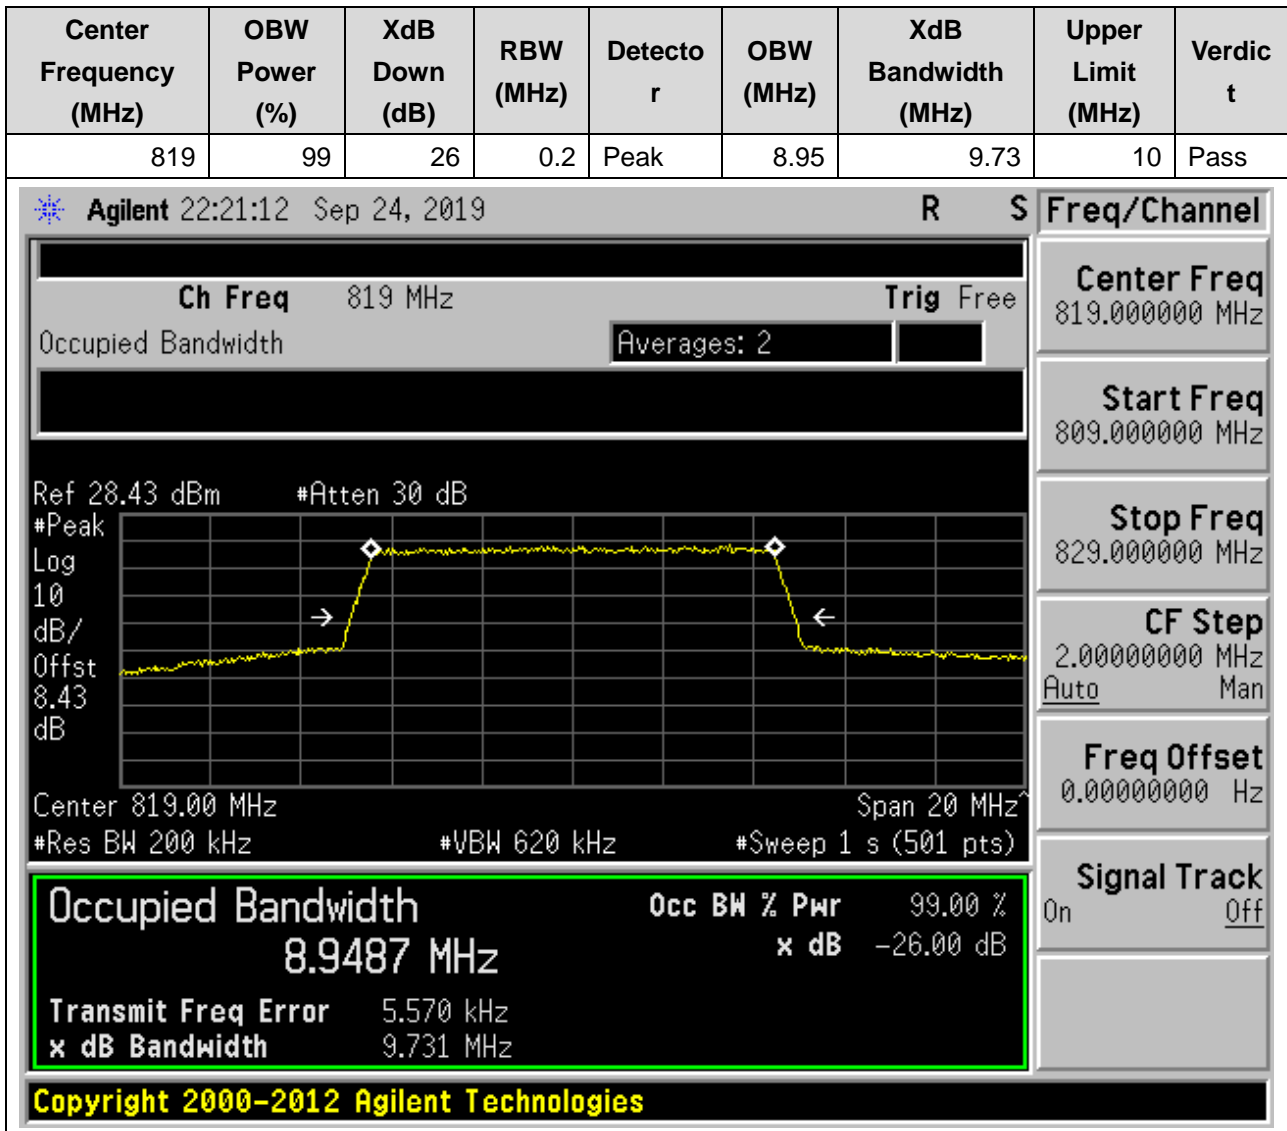 Center Frequency (MHz) OBW Power (%) XdB Down (dB) RBW (MHz) Detecto r OBW (MHz) XdB Bandwidth (MHz) Upper Limit (MHz) Verdic t
819 99 26 0.2 Peak 8.95 9.73 10 Pass
Agilent 22:21:12 Sep 24, 2019 R S
Ch Freq 819 MHz Trig Free
Occupied Bandwidth Averages: 2
Ref 28.43 dBm #Atten 30 dB
#Peak
Log
10
dB/
Offst
8.43
dB
Center 819.00 MHz Span 20 MHz^
#Res BW 200 kHz #VBW 620 kHz #Sweep 1 s (501 pts)
Occupied Bandwidth Occ BW % Pwr 99.00 %
8.9487 MHz x dB -26.00 dB
Transmit Freq Error 5.570 kHz
x dB Bandwidth 9.731 MHz
Copyright 2000-2012 Agilent Technologies
Freq/Channel
Center Freq
819.000000 MHz
Start Freq
809.000000 MHz
Stop Freq
829.000000 MHz
CF Step
2.00000000 MHz
Auto Man
Freq Offset
0.00000000 Hz
Signal Track
On Off